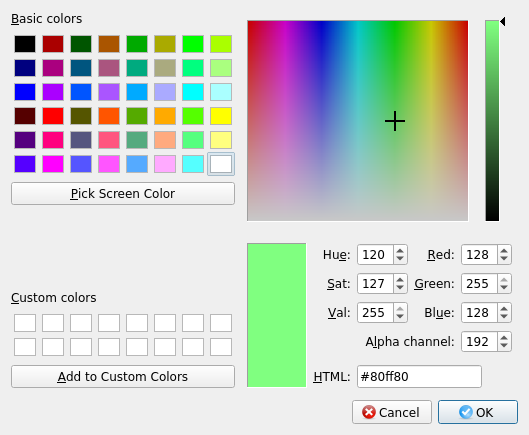 Basic colors
Pick Screen Color
Hue: 120 Red: 128
Sat: 127 Green: 255
Val: 255 Blue: 128
Custom colors
Alpha channel: 192
Add to Custom Colors
HTML: #80ff80
Cancel OK